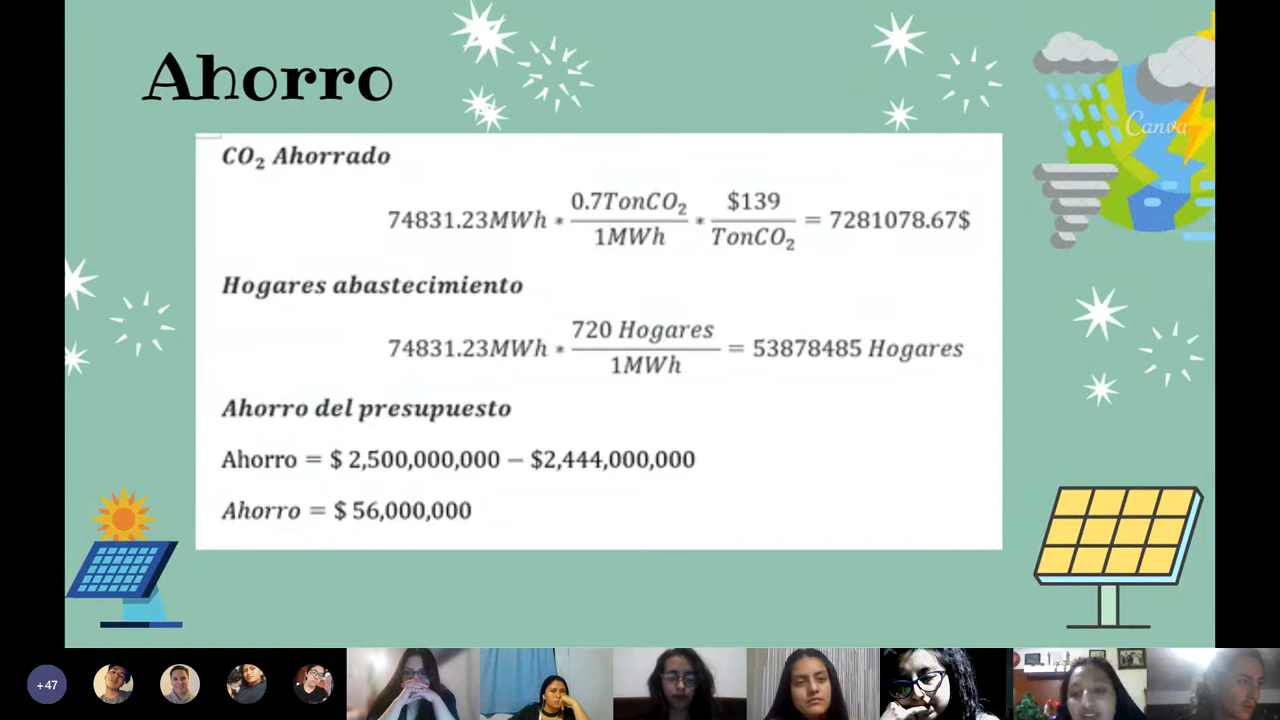 Ahorro
Canva
CO₂ Ahorrado
74831.23MWh * 0.7TonCO₂/1MWh * $139/TonCO₂ = 7281078.67$
Hogares abastecimiento
74831.23MWh * 720 Hogares/1MWh = 53878485 Hogares
Ahorro del presupuesto
Ahorro = $ 2,500,000,000 − $2,444,000,000
Ahorro = $ 56,000,000
+47